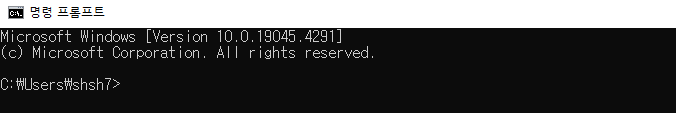 명령 프롬프트
Microsoft Windows [Version 10.0.19045.4291]
(c) Microsoft Corporation. All rights reserved.
C:₩Users₩shsh7>